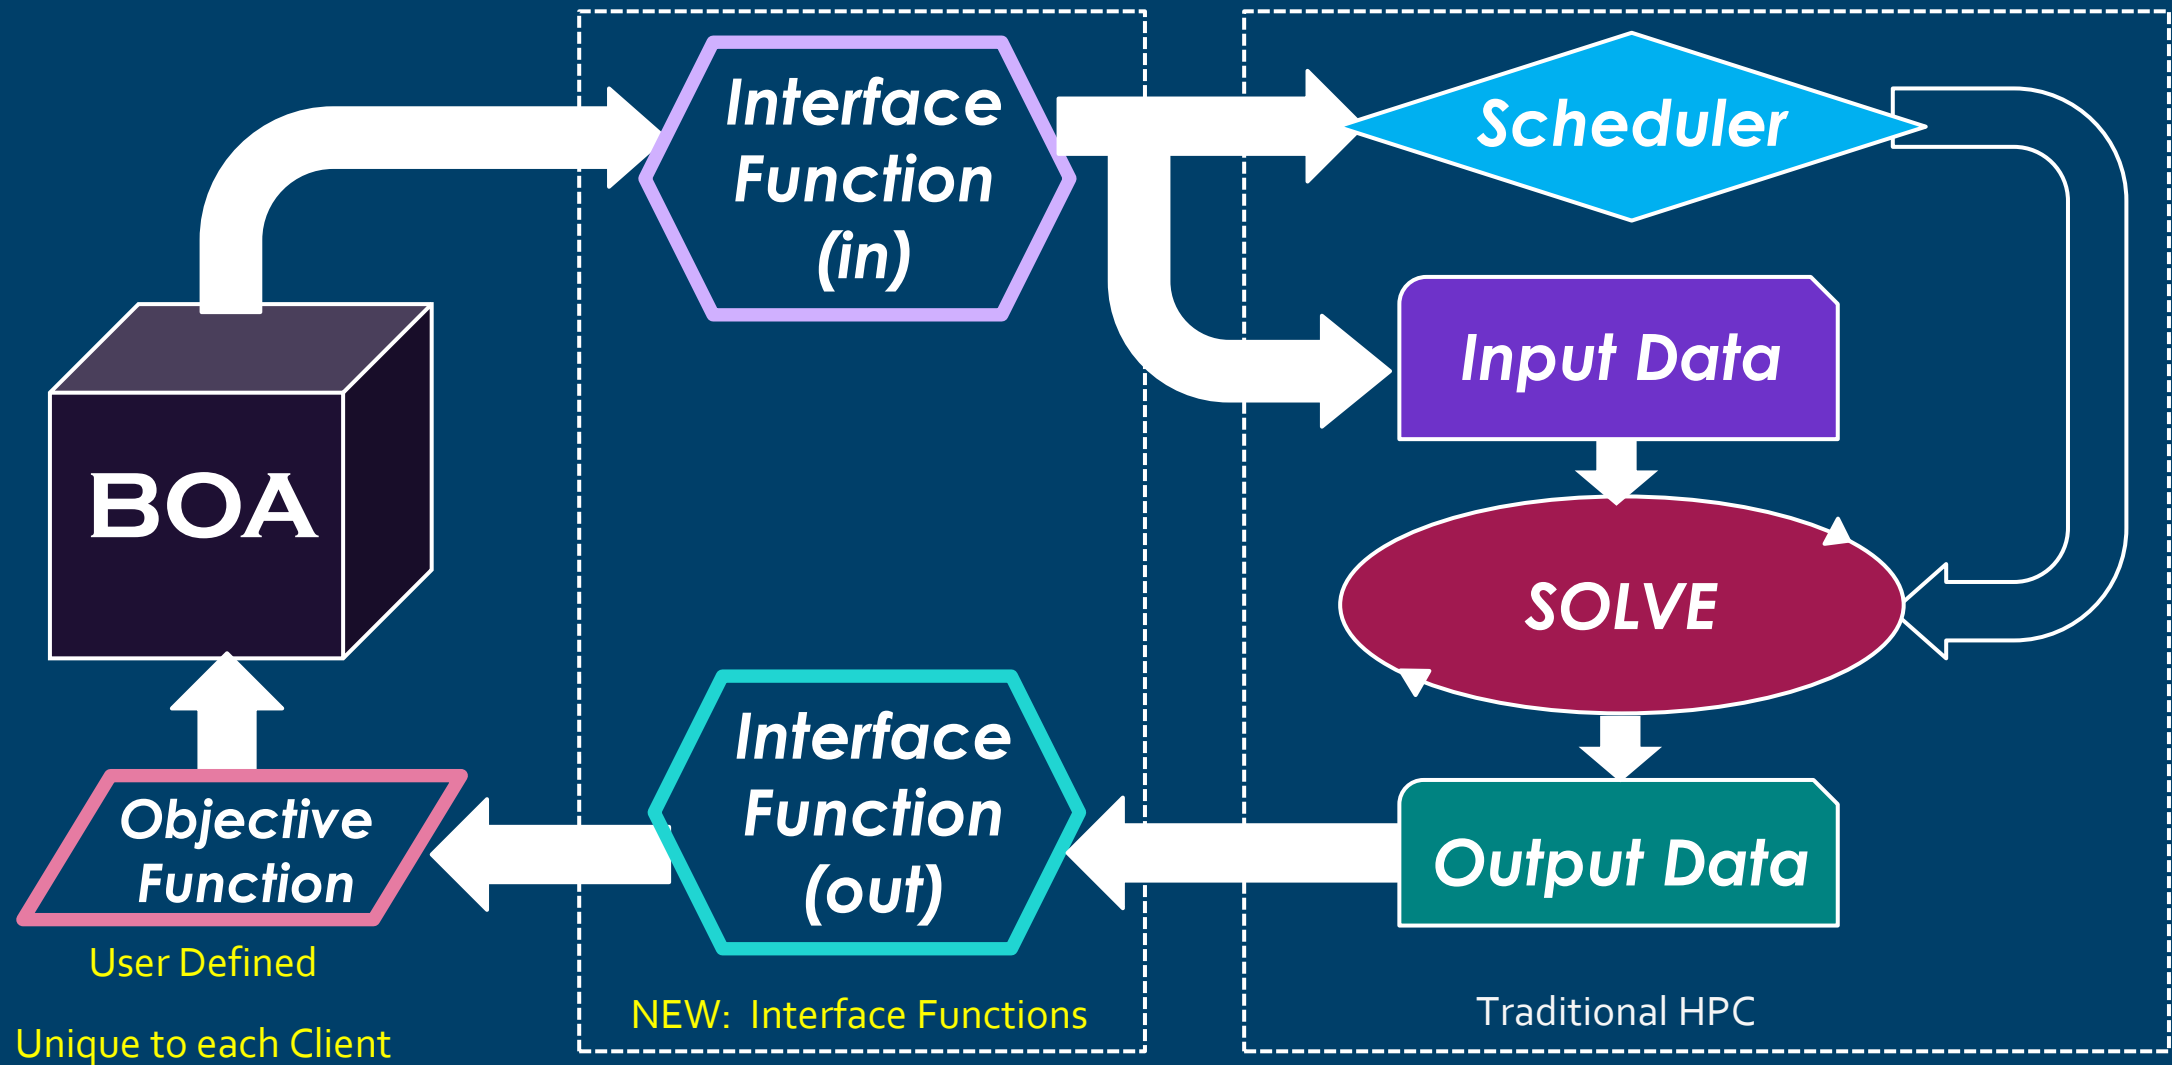 Interface
Function
(in)
Scheduler
Input Data
BOA
SOLVE
Interface
Function
(out)
Objective
Function
Output Data
User Defined
Unique to each Client
NEW:  Interface Functions
Traditional HPC